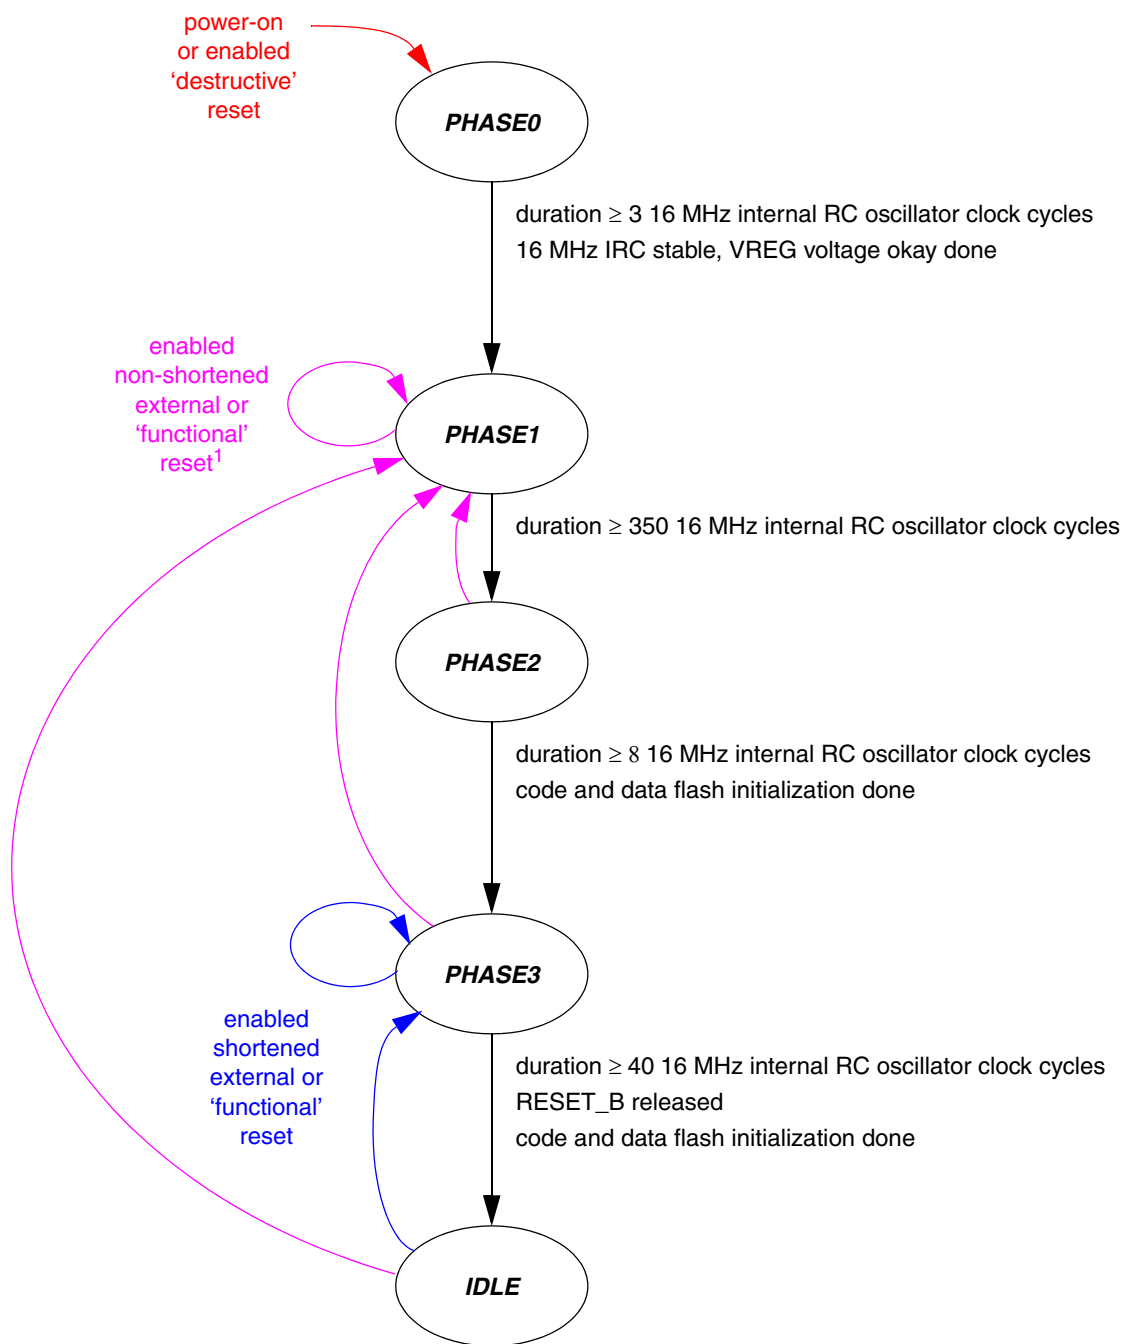 power-on
or enabled
‘destructive’
reset
PHASE0
duration ≥ 3 16 MHz internal RC oscillator clock cycles
16 MHz IRC stable, VREG voltage okay done
enabled
non-shortened
external or
‘functional’
reset1
PHASE1
duration ≥ 350 16 MHz internal RC oscillator clock cycles
PHASE2
duration ≥ 8 16 MHz internal RC oscillator clock cycles
code and data flash initialization done
PHASE3
enabled
shortened
external or
‘functional’
reset
duration ≥ 40 16 MHz internal RC oscillator clock cycles
RESET_B released
code and data flash initialization done
IDLE